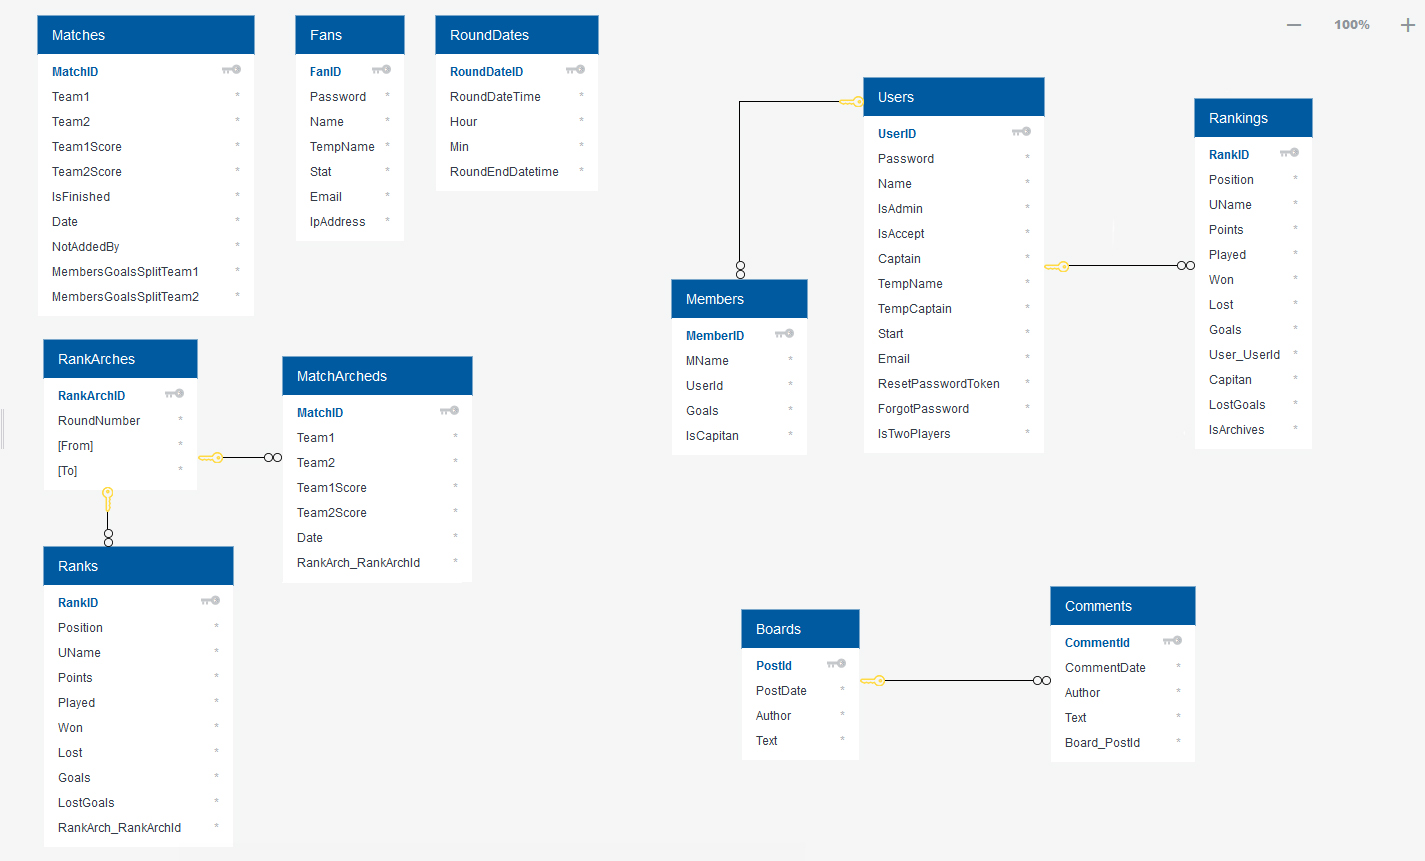 100%
Matches
MatchID
Team1 *
Team2 *
Team1Score *
Team2Score *
IsFinished *
Date *
NotAddedBy *
MembersGoalsSplitTeam1 *
MembersGoalsSplitTeam2 *
Fans
FanID
Password *
Name *
TempName *
Stat *
Email *
IpAddress *
RoundDates
RoundDateID
RoundDateTime *
Hour *
Min *
RoundEndDatetime *
Users
UserID
Password *
Name *
IsAdmin *
IsAccept *
Captain *
TempName *
TempCaptain *
Start *
Email *
ResetPasswordToken *
ForgotPassword *
IsTwoPlayers *
Rankings
RankID
Position *
UName *
Points *
Played *
Won *
Lost *
Goals *
User_UserId *
Capitan *
LostGoals *
IsArchives *
Members
MemberID
MName *
UserId *
Goals *
IsCapitan *
RankArches
RankArchID
RoundNumber *
[From] *
[To] *
MatchArcheds
MatchID
Team1 *
Team2 *
Team1Score *
Team2Score *
Date *
RankArch_RankArchId *
Ranks
RankID
Position *
UName *
Points *
Played *
Won *
Lost *
Goals *
LostGoals *
RankArch_RankArchId *
Boards
PostId
PostDate *
Author *
Text *
Comments
CommentId
CommentDate *
Author *
Text *
Board_PostId *